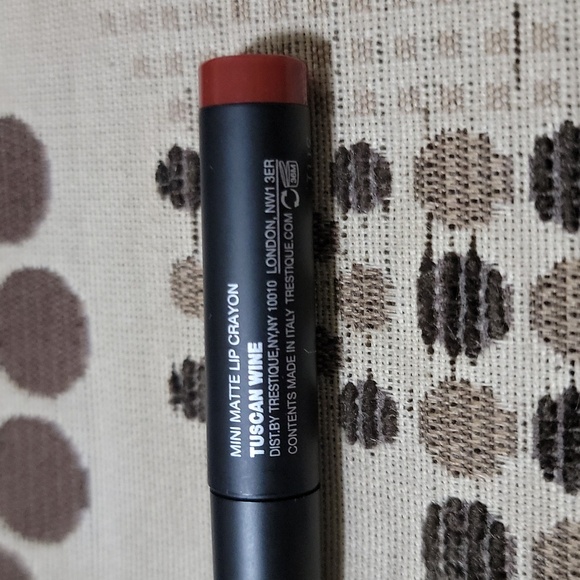 MINI MATTE LIP CRAYON
TUSCAN WINE
DIST.BY TRESTIQUE,NY,NY 10010 LONDON, NW1 3ER
CONTENTS MADE IN ITALY TRESTIQUE.COM
36M